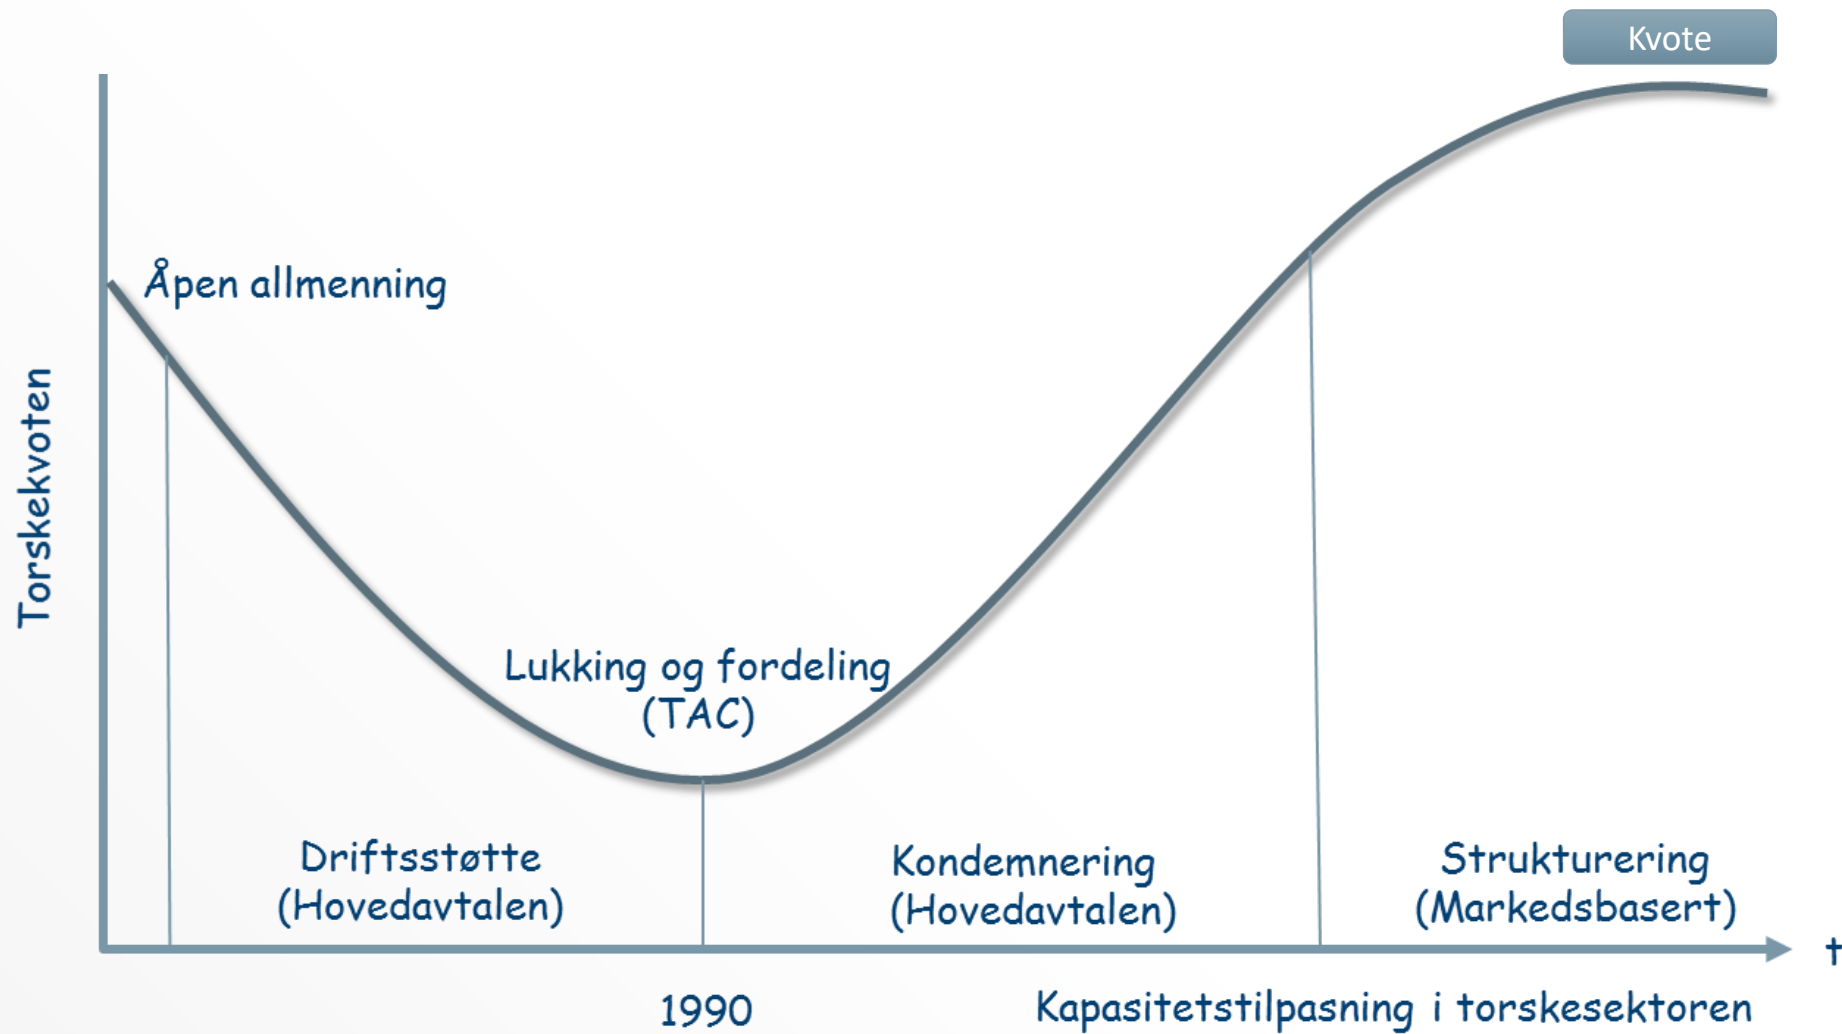 Kvote
Åpen allmenning
Torskekvoten
Lukking og fordeling
(TAC)
Driftsstøtte
(Hovedavtalen)
Kondemnering
(Hovedavtalen)
Strukturering
(Markedsbasert)
t
1990
Kapasitetstilpasning i torskesektoren